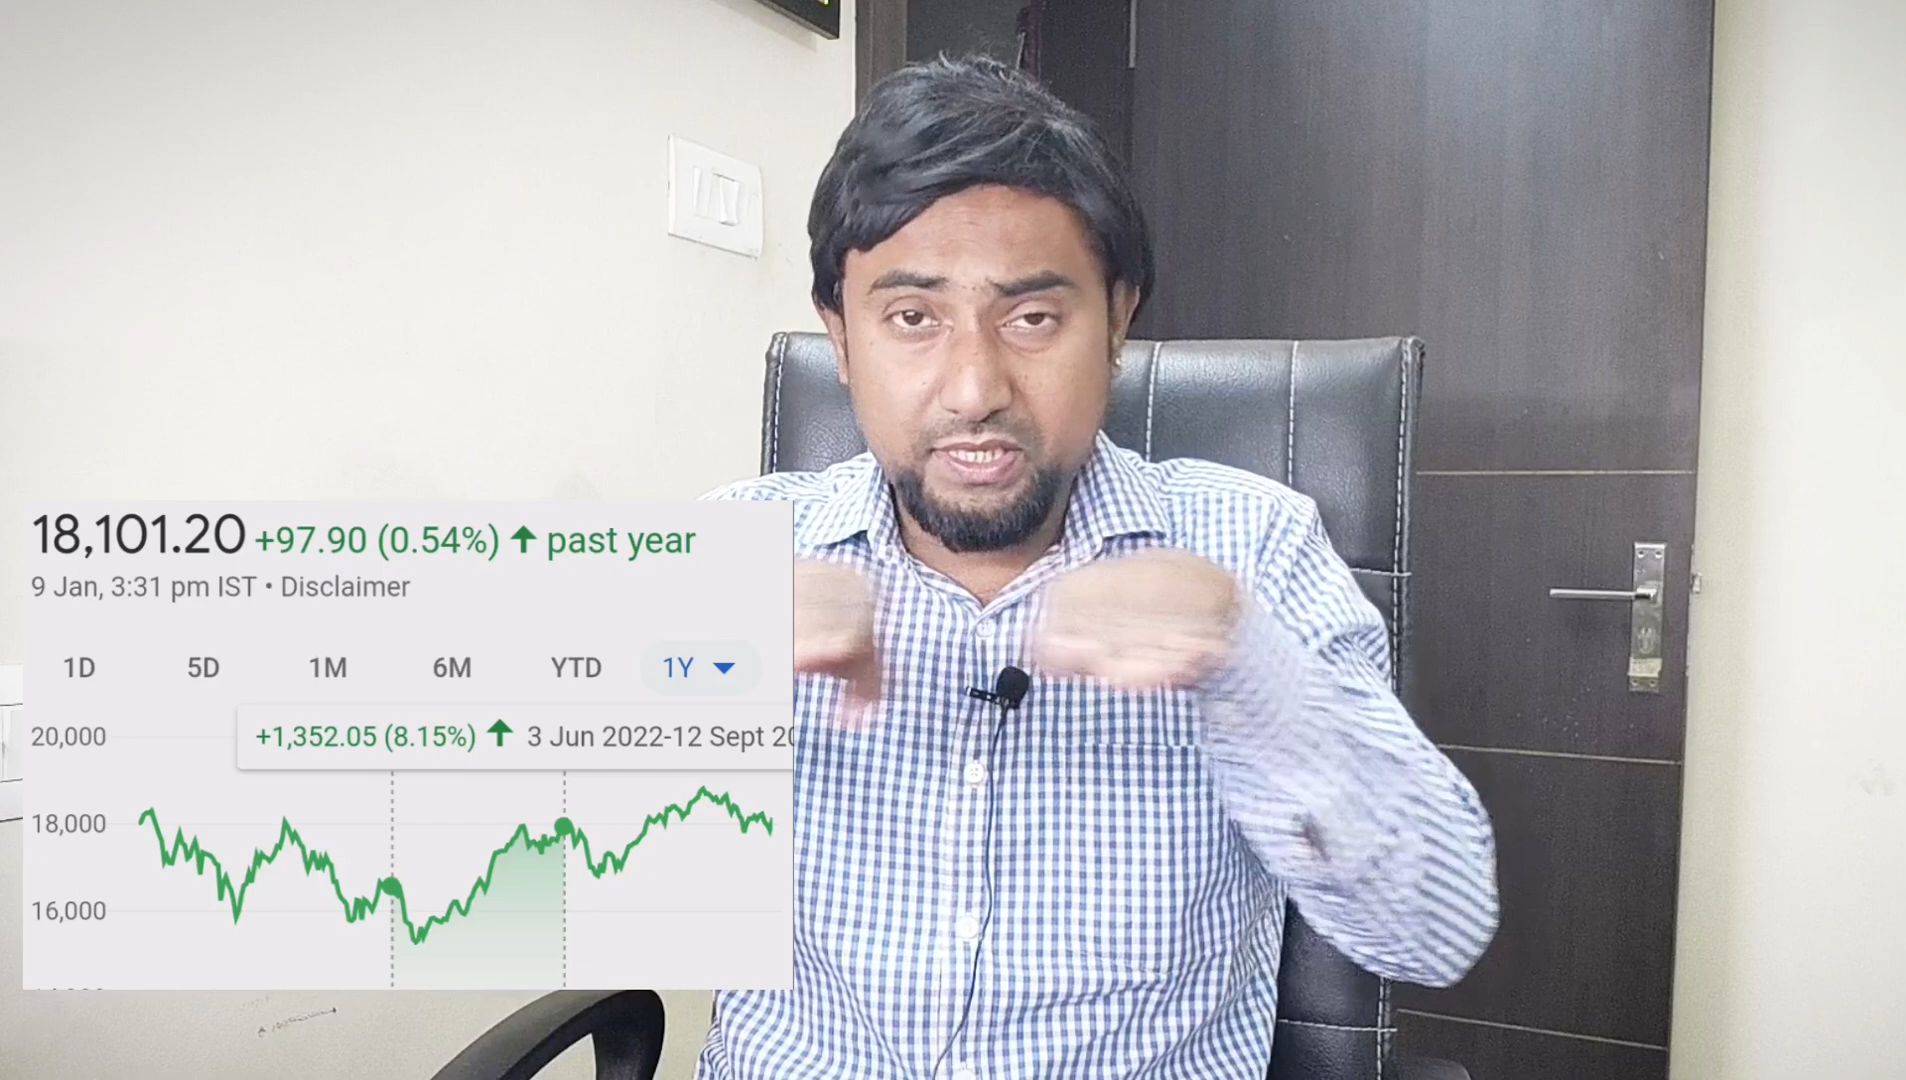 18,101.20 +97.90 (0.54%) ↑ past year
9 Jan, 3:31 pm IST • Disclaimer
1D 5D 1M 6M YTD 1Y
20,000
+1,352.05 (8.15%) ↑ 3 Jun 2022-12 Sept 20
18,000
16,000